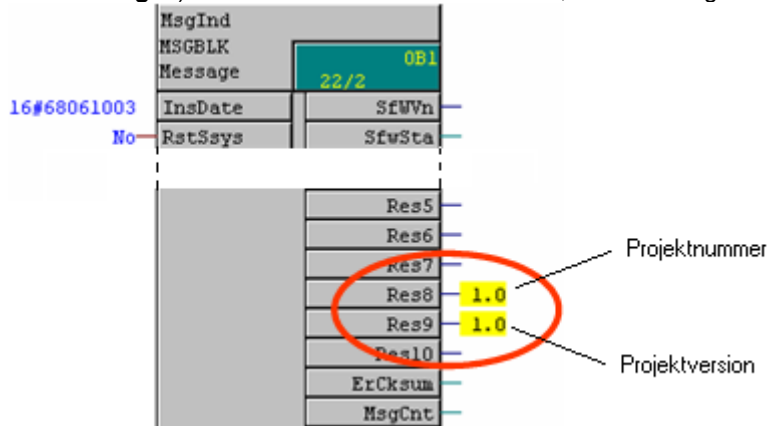 MsgInd
MSGBLK
Message
OB1
22/2
16#68061003 InsDate SfWVn
No RstSsys SfwSta
Res5
Res6
Res7
Res8 1.0
Res9 1.0
Res10
ErCksum
MsgCnt
Projektnummer
Projektversion